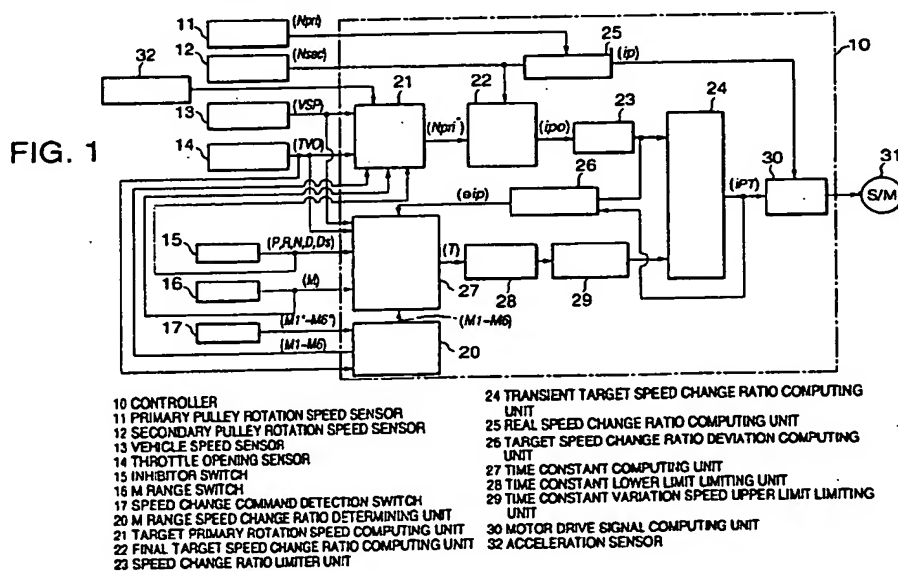 FIG. 1
11
(Npri)
25
12
(Nsec)
(ip)
10
32
21
22
24
13
(VSP)
23
14
(TVO)
(Npri*)
(ipo)
30
31
26
(iPT)
S/M
(eip)
15
(P,R,N,D,Ds)
(T)
16
(M)
27
28
29
17
(M1*-M6*)
(M1-M6)
(M1-M6)
20
10 CONTROLLER
11 PRIMARY PULLEY ROTATION SPEED SENSOR
12 SECONDARY PULLEY ROTATION SPEED SENSOR
13 VEHICLE SPEED SENSOR
14 THROTTLE OPENING SENSOR
15 INHIBITOR SWITCH
16 M RANGE SWITCH
17 SPEED CHANGE COMMAND DETECTION SWITCH
20 M RANGE SPEED CHANGE RATIO DETERMINING UNIT
21 TARGET PRIMARY ROTATION SPEED COMPUTING UNIT
22 FINAL TARGET SPEED CHANGE RATIO COMPUTING UNIT
23 SPEED CHANGE RATIO LIMITER UNIT
24 TRANSIENT TARGET SPEED CHANGE RATIO COMPUTING
UNIT
25 REAL SPEED CHANGE RATIO COMPUTING UNIT
26 TARGET SPEED CHANGE RATIO DEVIATION COMPUTING
UNIT
27 TIME CONSTANT COMPUTING UNIT
28 TIME CONSTANT LOWER LIMIT LIMITING UNIT
29 TIME CONSTANT VARIATION SPEED UPPER LIMIT LIMITING
UNIT
30 MOTOR DRIVE SIGNAL COMPUTING UNIT
32 ACCELERATION SENSOR